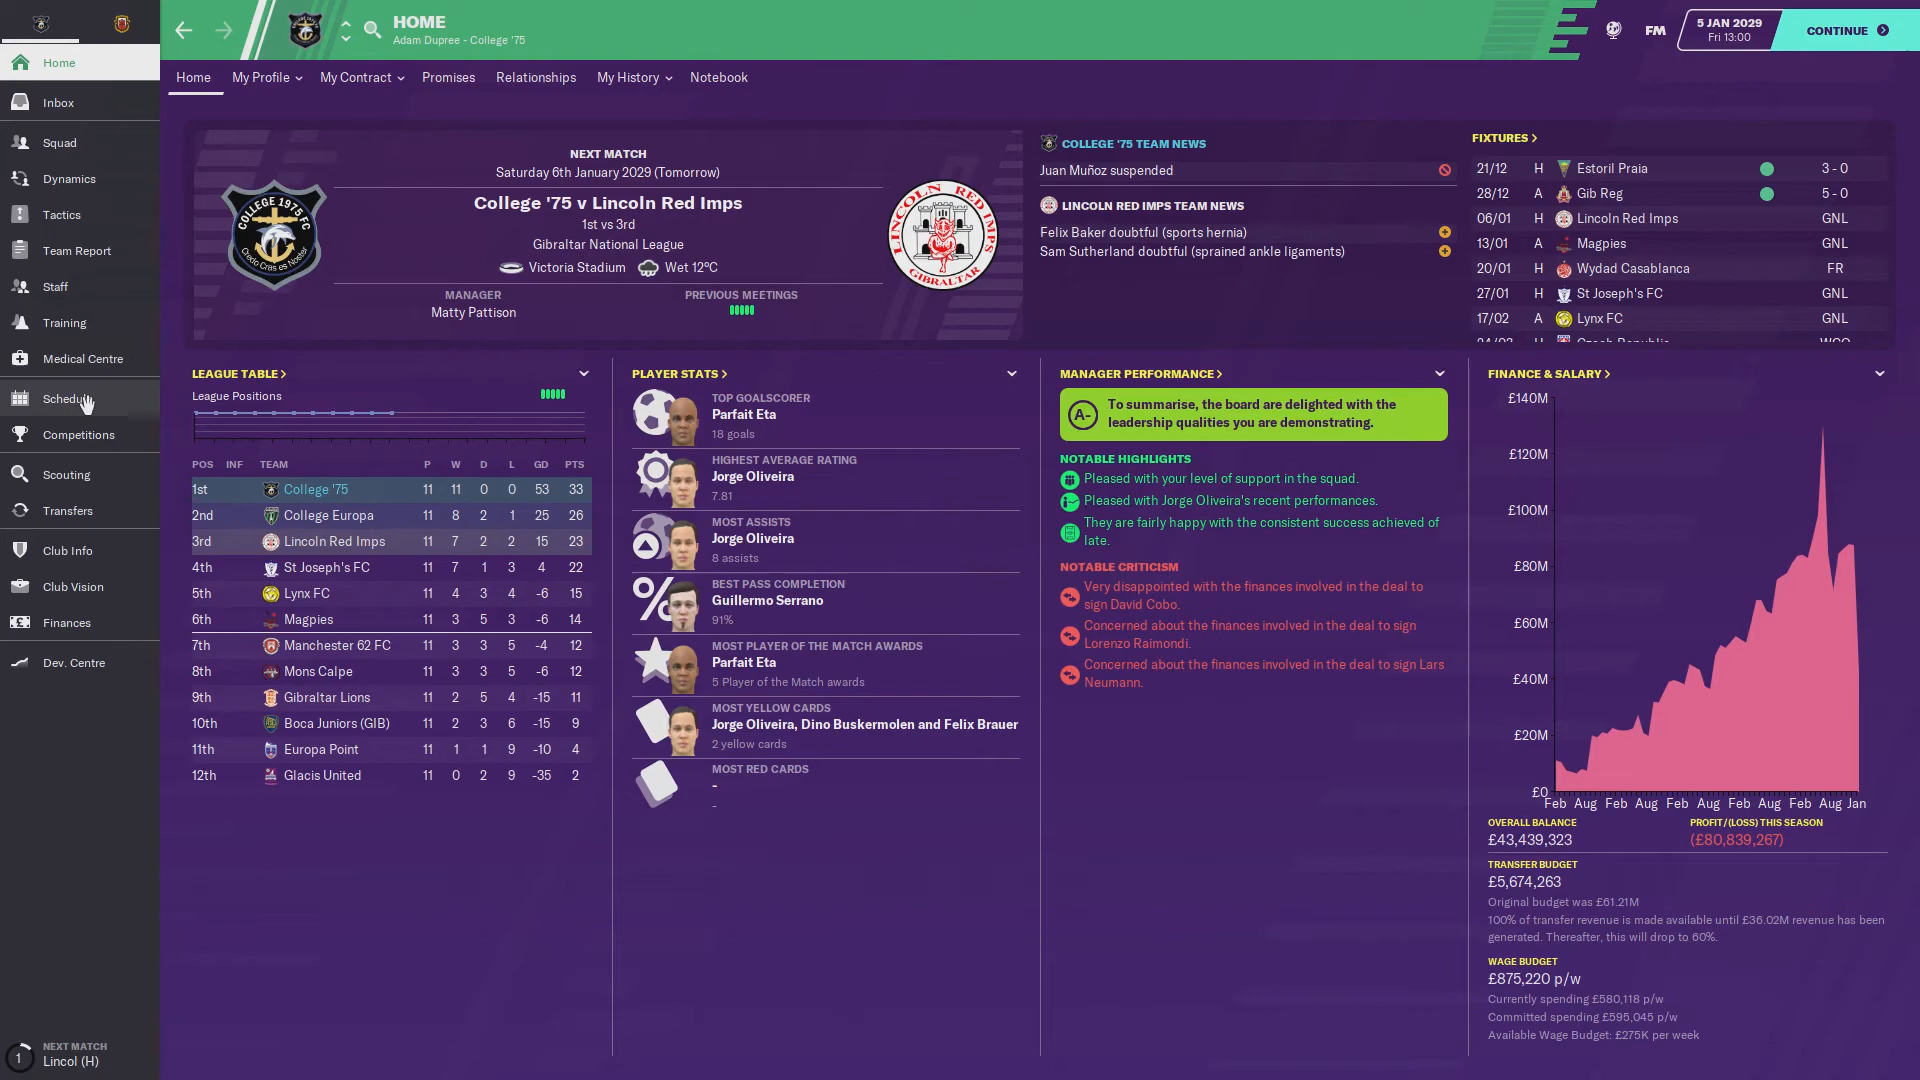 HOME
Adam Dupree - College '75
FM
5 JAN 2029
Fri 13:00
CONTINUE
Home
Inbox
Squad
Dynamics
Tactics
Team Report
Staff
Training
Medical Centre
Schedul
Competitions
Scouting
Transfers
Club Info
Club Vision
Finances
Dev. Centre
1
NEXT MATCH
Lincol (H)
Home
My Profile
My Contract
Promises
Relationships
My History
Notebook
COLLEGE 1975 FC
NEXT MATCH
Saturday 6th January 2029 (Tomorrow)
College '75 v Lincoln Red Imps
1st vs 3rd
Gibraltar National League
Victoria Stadium
Wet 12ºC
MANAGER
Matty Pattison
PREVIOUS MEETINGS
LINCOLN RED IMPS
GIBRALTAR
COLLEGE '75 TEAM NEWS
Juan Muñoz suspended
LINCOLN RED IMPS TEAM NEWS
Felix Baker doubtful (sports hernia)
Sam Sutherland doubtful (sprained ankle ligaments)
FIXTURES >
21/12 H Estoril Praia 3 - 0
28/12 A Gib Reg 5 - 0
06/01 H Lincoln Red Imps GNL
13/01 A Magpies GNL
20/01 H Wydad Casablanca FR
27/01 H St Joseph's FC GNL
17/02 A Lynx FC GNL
LEAGUE TABLE >
League Positions
POS INF TEAM P W D L GD PTS
1st College '75 11 11 0 0 53 33
2nd College Europa 11 8 2 1 25 26
3rd Lincoln Red Imps 11 7 2 2 15 23
4th St Joseph's FC 11 7 1 3 4 22
5th Lynx FC 11 4 3 4 -6 15
6th Magpies 11 3 5 3 -6 14
7th Manchester 62 FC 11 3 3 5 -4 12
8th Mons Calpe 11 3 3 5 -6 12
9th Gibraltar Lions 11 2 5 4 -15 11
10th Boca Juniors (GIB) 11 2 3 6 -15 9
11th Europa Point 11 1 1 9 -10 4
12th Glacis United 11 0 2 9 -35 2
PLAYER STATS >
TOP GOALSCORER
Parfait Eta
18 goals
HIGHEST AVERAGE RATING
Jorge Oliveira
7.81
MOST ASSISTS
Jorge Oliveira
8 assists
BEST PASS COMPLETION
Guillermo Serrano
91%
MOST PLAYER OF THE MATCH AWARDS
Parfait Eta
5 Player of the Match awards
MOST YELLOW CARDS
Jorge Oliveira, Dino Buskermolen and Felix Brauer
2 yellow cards
MOST RED CARDS
-
-
MANAGER PERFORMANCE >
A-
To summarise, the board are delighted with the
leadership qualities you are demonstrating.
NOTABLE HIGHLIGHTS
Pleased with your level of support in the squad.
Pleased with Jorge Oliveira's recent performances.
They are fairly happy with the consistent success achieved of
late.
NOTABLE CRITICISM
Very disappointed with the finances involved in the deal to
sign David Cobo.
Concerned about the finances involved in the deal to sign
Lorenzo Raimondi.
Concerned about the finances involved in the deal to sign Lars
Neumann.
FINANCE & SALARY >
£140M
£120M
£100M
£80M
£60M
£40M
£20M
£0
Feb Aug Feb Aug Feb Aug Feb Aug Feb Aug Jan
OVERALL BALANCE
£43,439,323
PROFIT/(LOSS) THIS SEASON
(£80,839,267)
TRANSFER BUDGET
£5,674,263
Original budget was £61.21M
100% of transfer revenue is made available until £36.02M revenue has been
generated. Thereafter, this will drop to 60%.
WAGE BUDGET
£875,220 p/w
Currently spending £580,118 p/w
Committed spending £595,045 p/w
Available Wage Budget: £275K per week